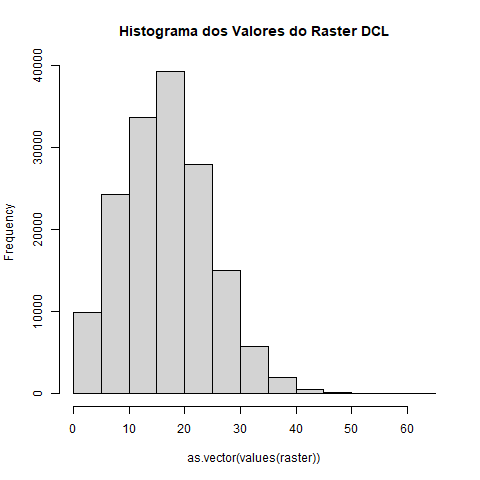 Histograma dos Valores do Raster DCL
40000
30000
20000
10000
0
Frequency
0 10 20 30 40 50 60
as.vector(values(raster))